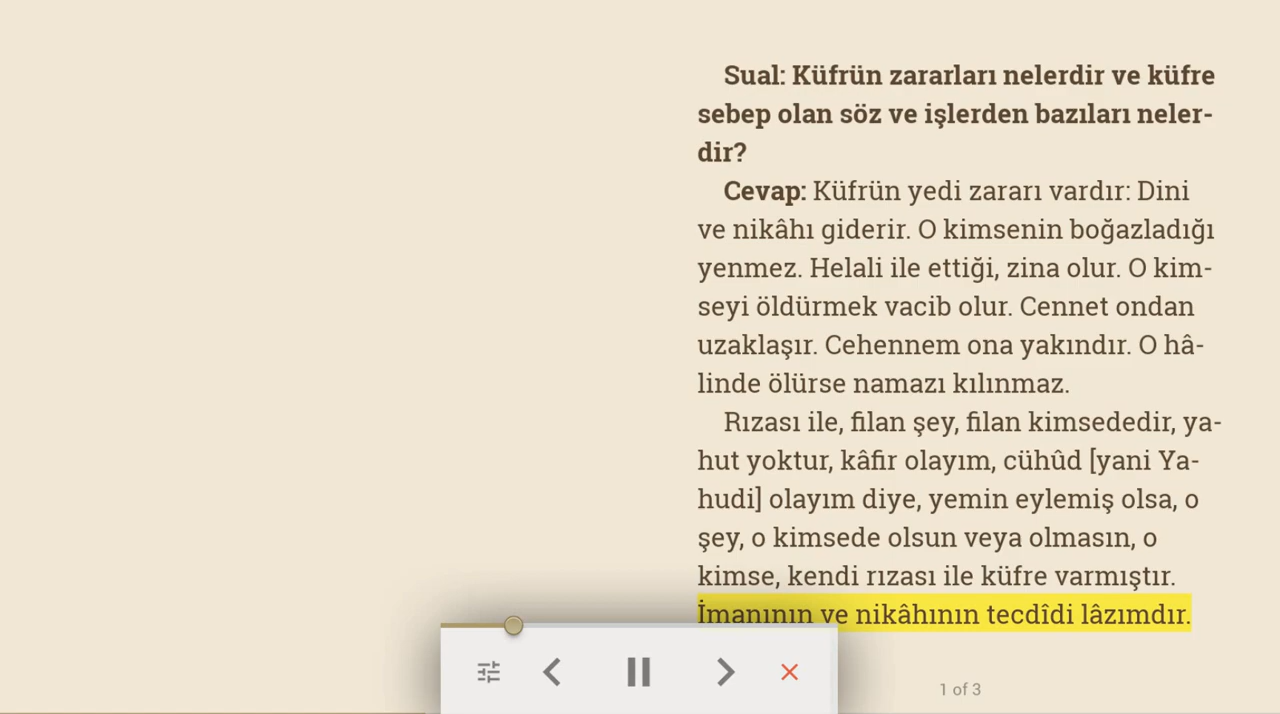 Sual: Küfrün zararları nelerdir ve küfre
sebep olan söz ve işlerden bazıları neler-
dir?
Cevap: Küfrün yedi zararı vardır: Dini
ve nikâhı giderir. O kimsenin boğazladığı
yenmez. Helali ile ettiği, zina olur. O kim-
seyi öldürmek vacib olur. Cennet ondan
uzaklaşır. Cehennem ona yakındır. O hâ-
linde ölürse namazı kılınmaz.
Rızası ile, filan şey, filan kimsededir, ya-
hut yoktur, kâfir olayım, cühûd [yani Ya-
hudi] olayım diye, yemin eylemiş olsa, o
şey, o kimsede olsun veya olmasın, o
kimse, kendi rızası ile küfre varmıştır.
İmanının ve nikâhının tecdîdi lâzımdır.
1 of 3